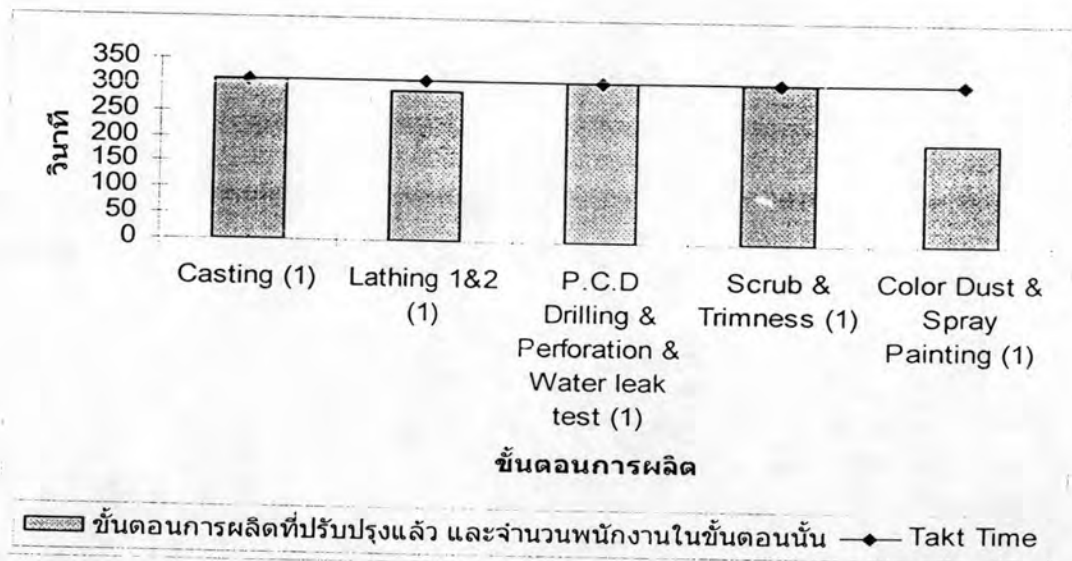 350
300
250
200
150
100
50
0
วินาที
Casting (1)
Lathing 1&2
(1)
P.C.D
Drilling &
Perforation &
Water leak
test (1)
Scrub &
Trimness (1)
Color Dust &
Spray
Painting (1)
ขั้นตอนการผลิต
ขั้นตอนการผลิตที่ปรับปรุงแล้ว และจำนวนพนักงานในขั้นตอนนั้น
Takt Time